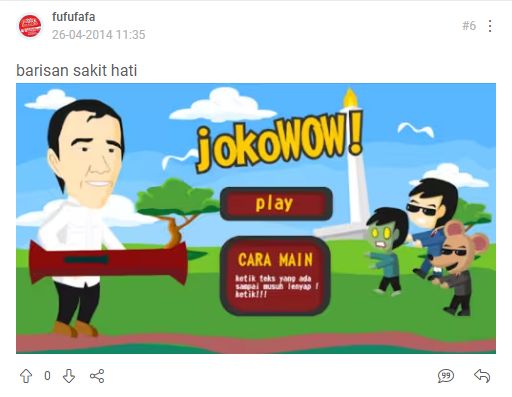 fufufafa
26-04-2014 11:35
#6
barisan sakit hati
jokoWOW!
play
CARA MAIN
ketik teks yang ada
sampai musuh lenyap !
ketik!!!
0
99